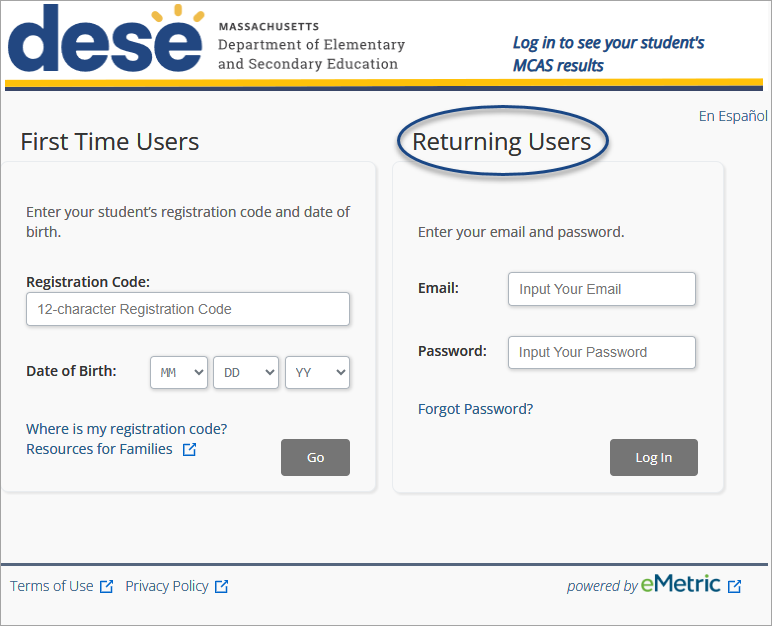 dese
MASSACHUSETTS
Department of Elementary
and Secondary Education
Log in to see your student's
MCAS results
En Español
First Time Users
Enter your student's registration code and date of
birth.
Registration Code:
12-character Registration Code
Date of Birth: MM DD YY
Where is my registration code?
Resources for Families
Go
Returning Users
Enter your email and password.
Email: Input Your Email
Password: Input Your Password
Forgot Password?
Log In
Terms of Use Privacy Policy
powered by eMetric